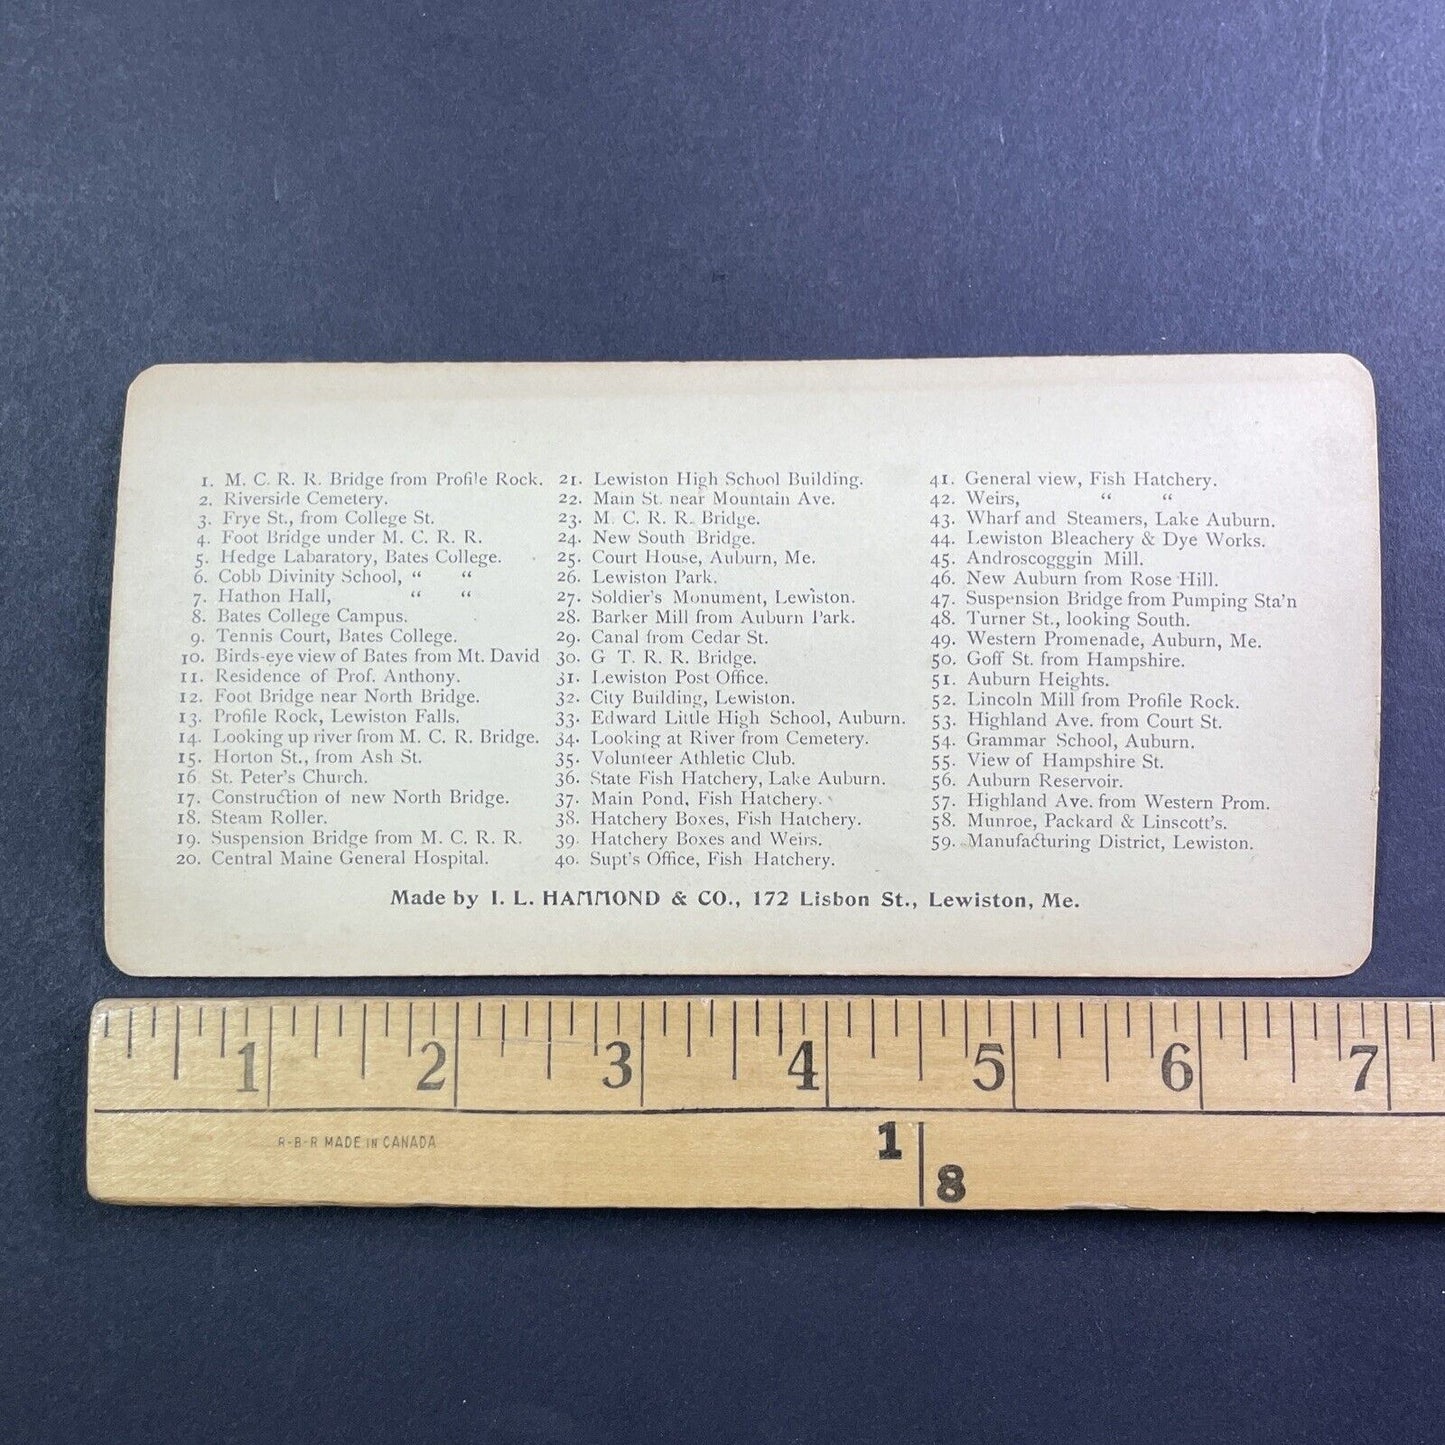 1. M. C. R. R. Bridge from Profile Rock.
2. Riverside Cemetery.
3. Frye St., from College St.
4. Foot Bridge under M. C. R. R.
5. Hedge Labaratory, Bates College.
6. Cobb Divinity School, “ “
7. Hathon Hall, “ “
8. Bates College Campus.
9. Tennis Court, Bates College.
10. Birds-eye view of Bates from Mt. David
11. Residence of Prof. Anthony.
12. Foot Bridge near North Bridge.
13. Profile Rock, Lewiston Falls.
14. Looking up river from M. C. R. Bridge.
15. Horton St., from Ash St.
16 St. Peter's Church.
17. Construction of new North Bridge.
18. Steam Roller.
19. Suspension Bridge from M. C. R. R.
20. Central Maine General Hospital.
21. Lewiston High School Building.
22. Main St. near Mountain Ave.
23. M. C. R. R. Bridge.
24. New South Bridge.
25. Court House, Auburn, Me.
26. Lewiston Park.
27. Soldier's Monument, Lewiston.
28. Barker Mill from Auburn Park.
29. Canal from Cedar St.
30. G T. R. R. Bridge.
31. Lewiston Post Office.
32. City Building, Lewiston.
33. Edward Little High School, Auburn.
34. Looking at River from Cemetery.
35. Volunteer Athletic Club.
36. State Fish Hatchery, Lake Auburn.
37. Main Pond, Fish Hatchery.
38. Hatchery Boxes, Fish Hatchery.
39. Hatchery Boxes and Weirs.
40. Supt's Office, Fish Hatchery.
41. General view, Fish Hatchery.
42. Weirs, “ “
43. Wharf and Steamers, Lake Auburn.
44. Lewiston Bleachery & Dye Works.
45. Androscogggin Mill.
46. New Auburn from Rose Hill.
47. Suspension Bridge from Pumping Sta'n
48. Turner St., looking South.
49. Western Promenade, Auburn, Me.
50. Goff St. from Hampshire.
51. Auburn Heights.
52. Lincoln Mill from Profile Rock.
53. Highland Ave. from Court St.
54. Grammar School, Auburn.
55. View of Hampshire St.
56. Auburn Reservoir.
57. Highland Ave. from Western Prom.
58. Munroe, Packard & Linscott's.
59. Manufacturing District, Lewiston.
Made by I. L. HAMMOND & CO., 172 Lisbon St., Lewiston, Me.
1 2 3 4 5 6 7
R-B-R MADE IN CANADA
1 8